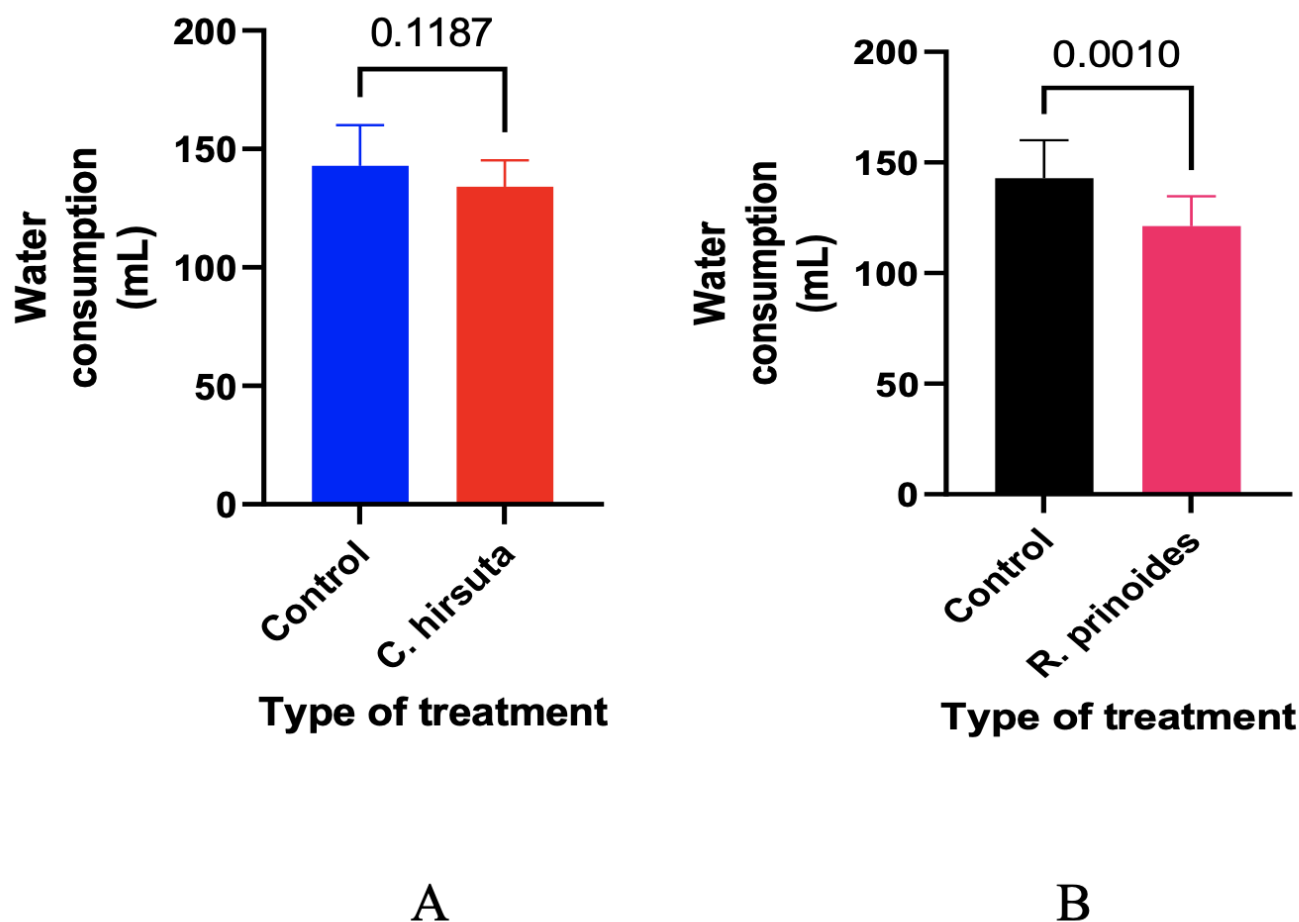 200
150
100
50
0
Water
consumption
(mL)
0.1187
Control
C. hirsuta
Type of treatment
A
200
150
100
50
0
Water
consumption
(mL)
0.0010
Control
R. prinoides
Type of treatment
B